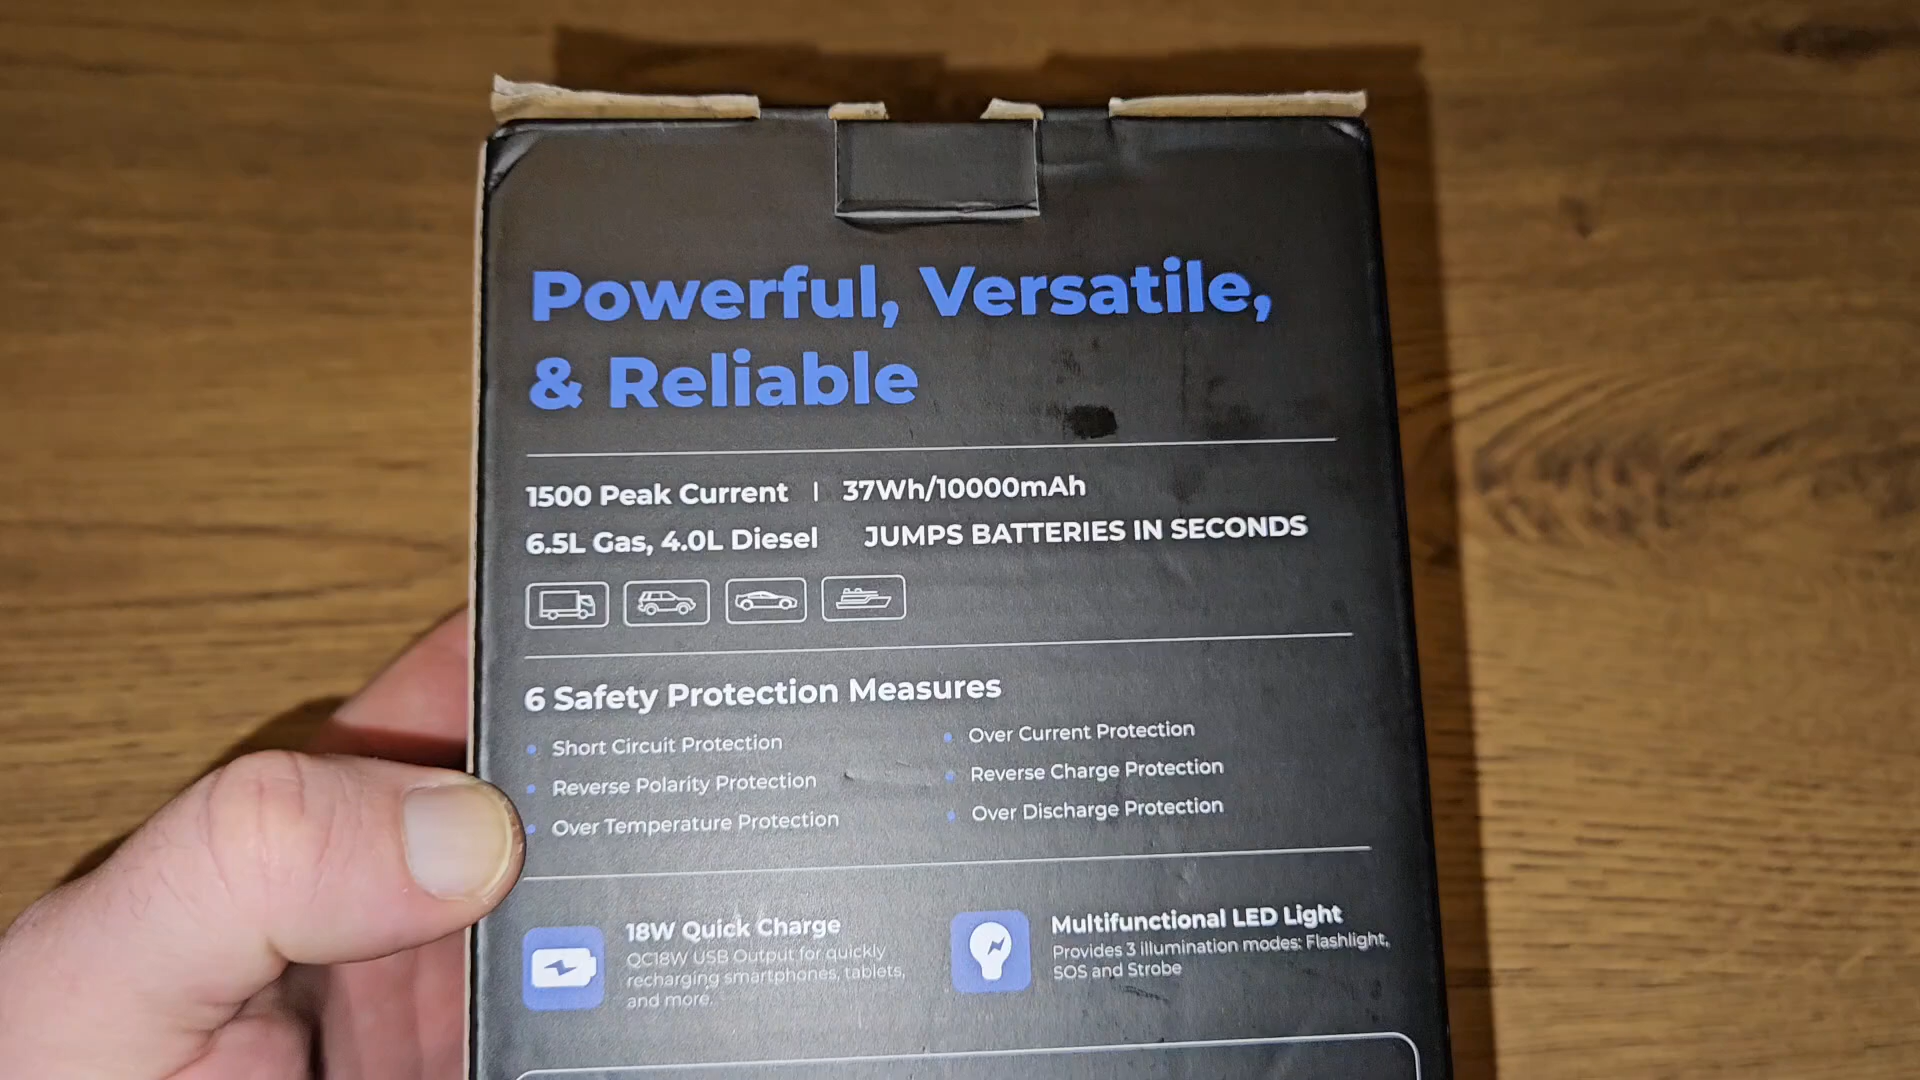 Powerful, Versatile,
& Reliable
1500 Peak Current | 37Wh/10000mAh
6.5L Gas, 4.0L Diesel JUMPS BATTERIES IN SECONDS
6 Safety Protection Measures
Short Circuit Protection
Reverse Polarity Protection
Over Temperature Protection
Over Current Protection
Reverse Charge Protection
Over Discharge Protection
18W Quick Charge
QC18W USB Output for quickly
recharging smartphones, tablets,
and more.
Multifunctional LED Light
Provides 3 illumination modes: Flashlight,
SOS and Strobe